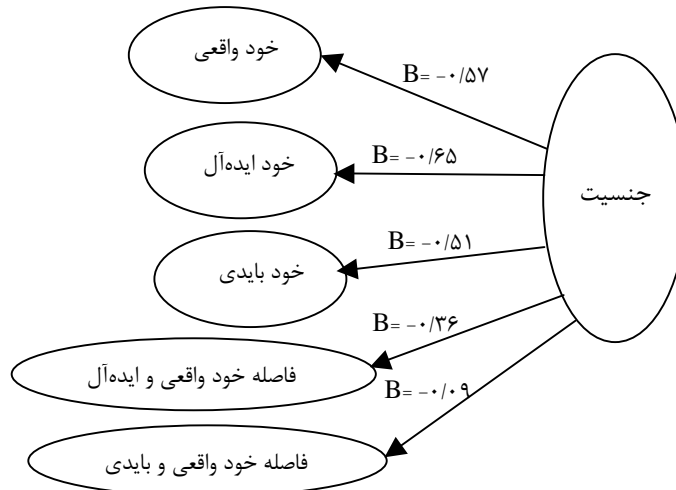 خود واقعی
B= -۰/۵۷
خود ایده‌آل
B= -۰/۶۵
جنسیت
B= -۰/۵۱
خود بایدی
B= -۰/۳۶
فاصله خود واقعی و ایده‌آل
B= -۰/۰۹
فاصله خود واقعی و بایدی